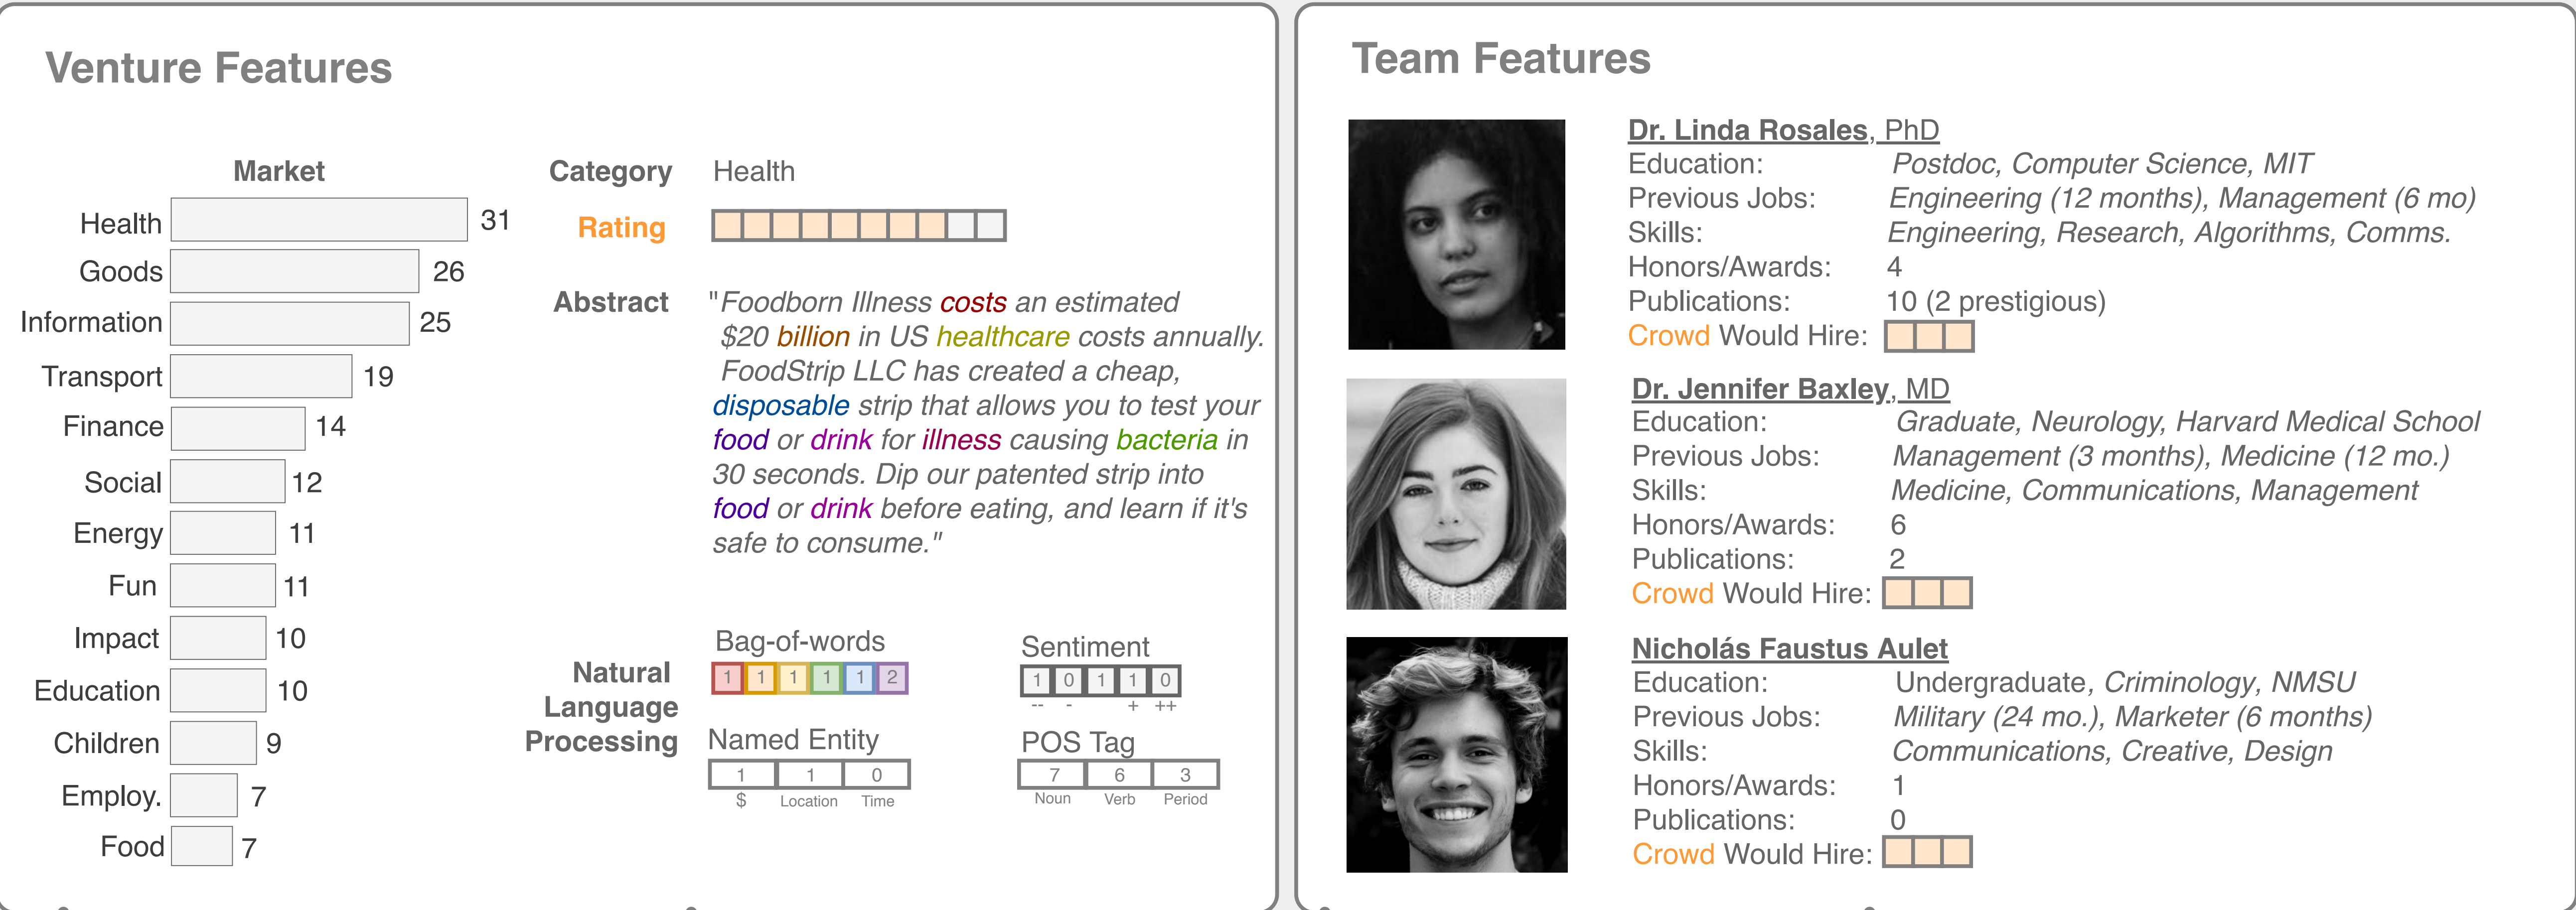 Venture Features
Market
Health 31
Goods 26
Information 25
Transport 19
Finance 14
Social 12
Energy 11
Fun 11
Impact 10
Education 10
Children 9
Employ. 7
Food 7
Category Health
Rating
Abstract "Foodborn Illness costs an estimated
$20 billion in US healthcare costs annually.
FoodStrip LLC has created a cheap,
disposable strip that allows you to test your
food or drink for illness causing bacteria in
30 seconds. Dip our patented strip into
food or drink before eating, and learn if it's
safe to consume."
Natural
Language
Processing
Bag-of-words
1 1 1 1 1 2
Sentiment
1 0 1 1 0
-- - + ++
Named Entity
1 1 0
$ Location Time
POS Tag
7 6 3
Noun Verb Period
Team Features
Dr. Linda Rosales, PhD
Education: Postdoc, Computer Science, MIT
Previous Jobs: Engineering (12 months), Management (6 mo)
Skills: Engineering, Research, Algorithms, Comms.
Honors/Awards: 4
Publications: 10 (2 prestigious)
Crowd Would Hire:
Dr. Jennifer Baxley, MD
Education: Graduate, Neurology, Harvard Medical School
Previous Jobs: Management (3 months), Medicine (12 mo.)
Skills: Medicine, Communications, Management
Honors/Awards: 6
Publications: 2
Crowd Would Hire:
Nicholás Faustus Aulet
Education: Undergraduate, Criminology, NMSU
Previous Jobs: Military (24 mo.), Marketer (6 months)
Skills: Communications, Creative, Design
Honors/Awards: 1
Publications: 0
Crowd Would Hire: